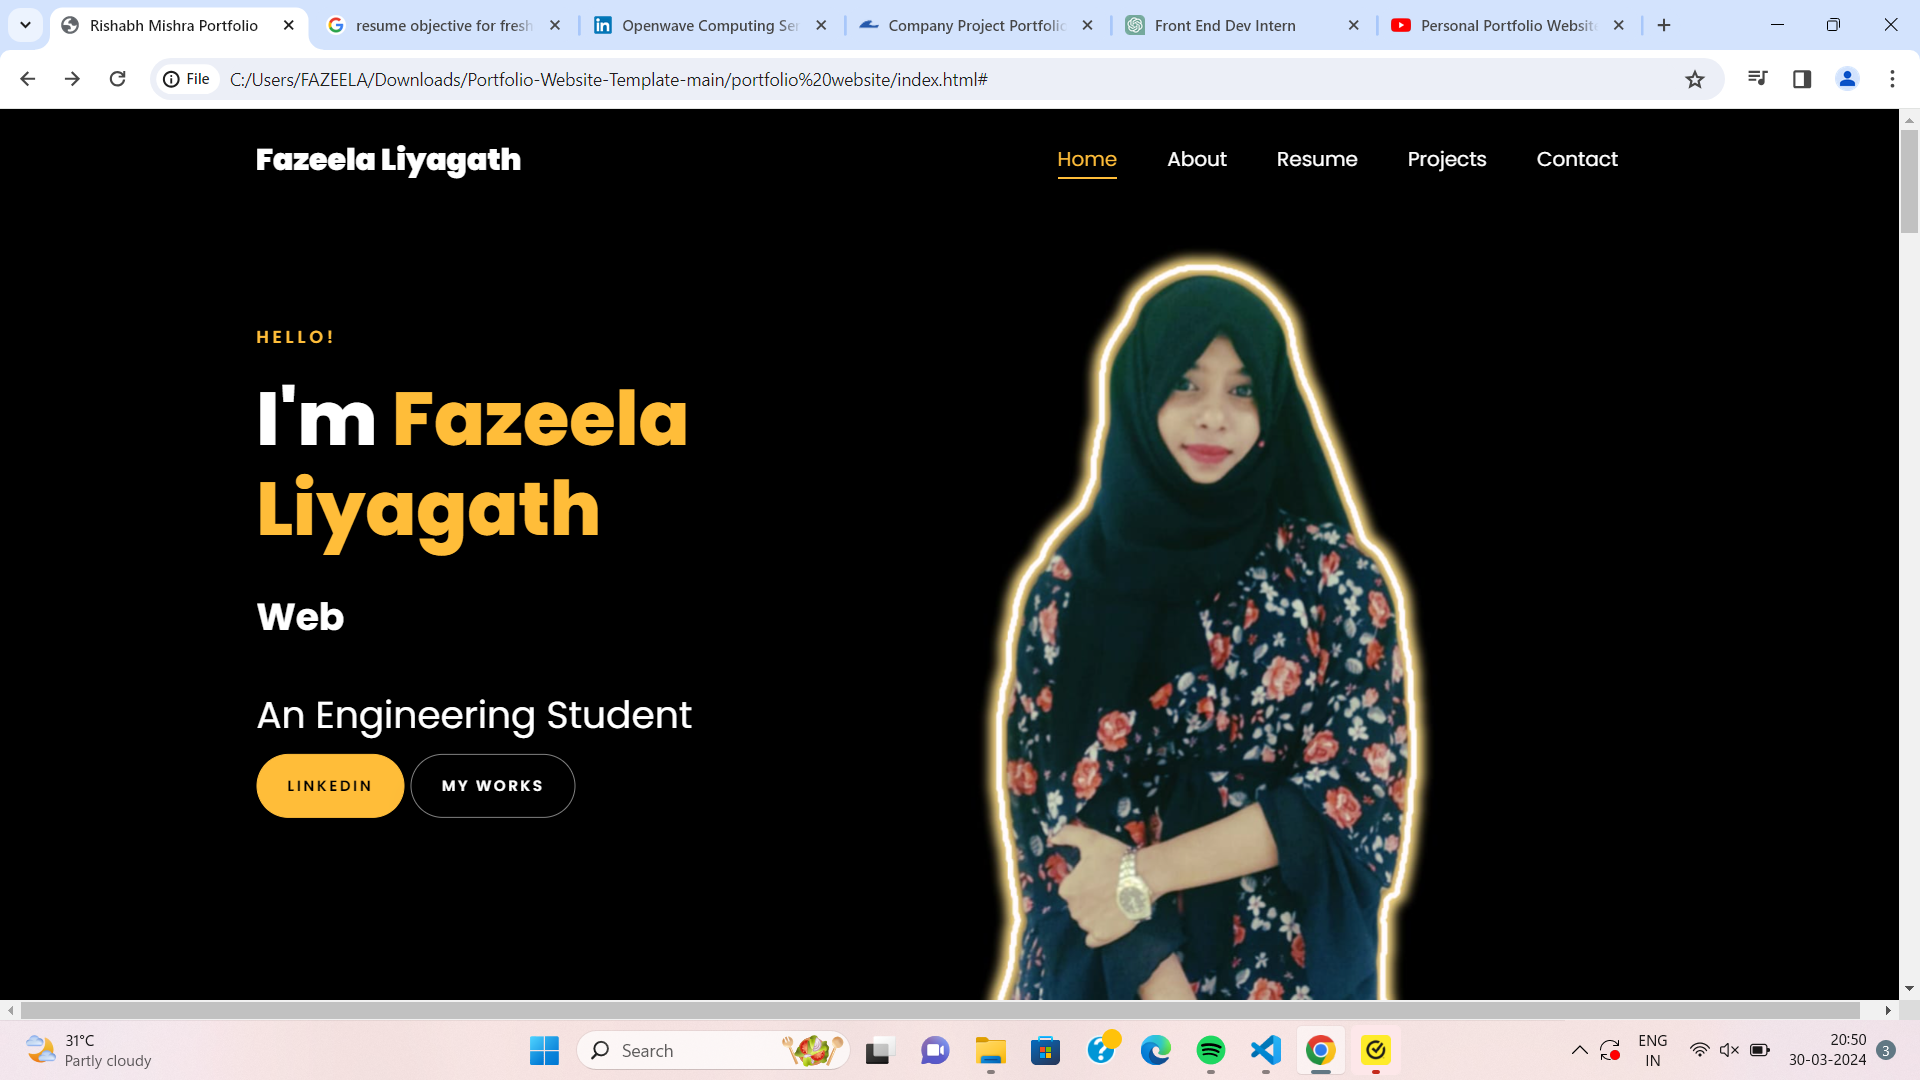 Rishabh Mishra Portfolio
resume objective for fresh
Openwave Computing Ser
Company Project Portfolio
Front End Dev Intern
Personal Portfolio Website
File
C:/Users/FAZEELA/Downloads/Portfolio-Website-Template-main/portfolio%20website/index.html#
Fazeela Liyagath
Home
About
Resume
Projects
Contact
HELLO!
I'm Fazeela
Liyagath
Web
An Engineering Student
LINKEDIN
MY WORKS
31°C
Partly cloudy
Search
ENG
IN
20:50
30-03-2024
3